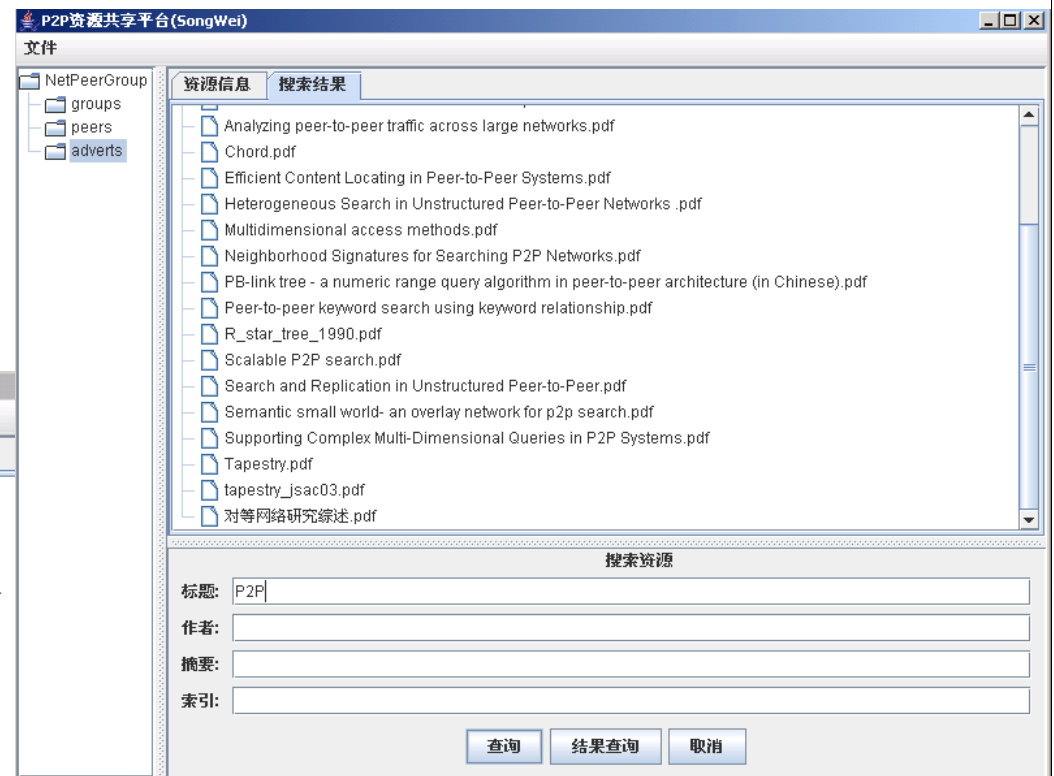 P2P资源共享平台(SongWei)
文件
NetPeerGroup
groups
peers
adverts
资源信息 搜索结果
Analyzing peer-to-peer traffic across large networks.pdf
Chord.pdf
Efficient Content Locating in Peer-to-Peer Systems.pdf
Heterogeneous Search in Unstructured Peer-to-Peer Networks .pdf
Multidimensional access methods.pdf
Neighborhood Signatures for Searching P2P Networks.pdf
PB-link tree - a numeric range query algorithm in peer-to-peer architecture (in Chinese).pdf
Peer-to-peer keyword search using keyword relationship.pdf
R_star_tree_1990.pdf
Scalable P2P search.pdf
Search and Replication in Unstructured Peer-to-Peer.pdf
Semantic small world- an overlay network for p2p search.pdf
Supporting Complex Multi-Dimensional Queries in P2P Systems.pdf
Tapestry.pdf
tapestry_jsac03.pdf
对等网络研究综述.pdf
搜索资源
标题: P2P
作者:
摘要:
索引:
查询 结果查询 取消